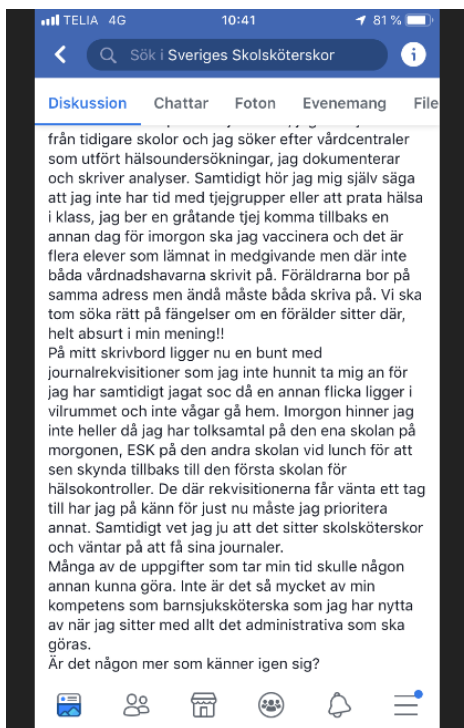 TELIA 4G 10:41 81 %
Sök i Sveriges Skolsköterskor
Diskussion Chattar Foton Evenemang File
från tidigare skolor och jag söker efter vårdcentraler
som utfört hälsoundersökningar, jag dokumenterar
och skriver analyser. Samtidigt hör jag mig själv säga
att jag inte har tid med tjejgrupper eller att prata hälsa
i klass, jag ber en gråtande tjej komma tillbaks en
annan dag för imorgon ska jag vaccinera och det är
flera elever som lämnat in medgivande men där inte
båda vårdnadshavarna skrivit på. Föräldrarna bor på
samma adress men ändå måste båda skriva på. Vi ska
tom söka rätt på fängelser om en förälder sitter där,
helt absurt i min mening!!
På mitt skrivbord ligger nu en bunt med
journalrekvisitioner som jag inte hunnit ta mig an för
jag har samtidigt jagat soc då en annan flicka ligger i
vilrummet och inte vågar gå hem. Imorgon hinner jag
inte heller då jag har tolksamtal på den ena skolan på
morgonen, ESK på den andra skolan vid lunch för att
sen skynda tillbaks till den första skolan för
hälsokontroller. De där rekvisitionerna får vänta ett tag
till har jag på känn för just nu måste jag prioritera
annat. Samtidigt vet jag ju att det sitter skolsköterskor
och väntar på att få sina journaler.
Många av de uppgifter som tar min tid skulle någon
annan kunna göra. Inte är det så mycket av min
kompetens som barnsjuksköterska som jag har nytta
av när jag sitter med allt det administrativa som ska
göras.
Är det någon mer som känner igen sig?